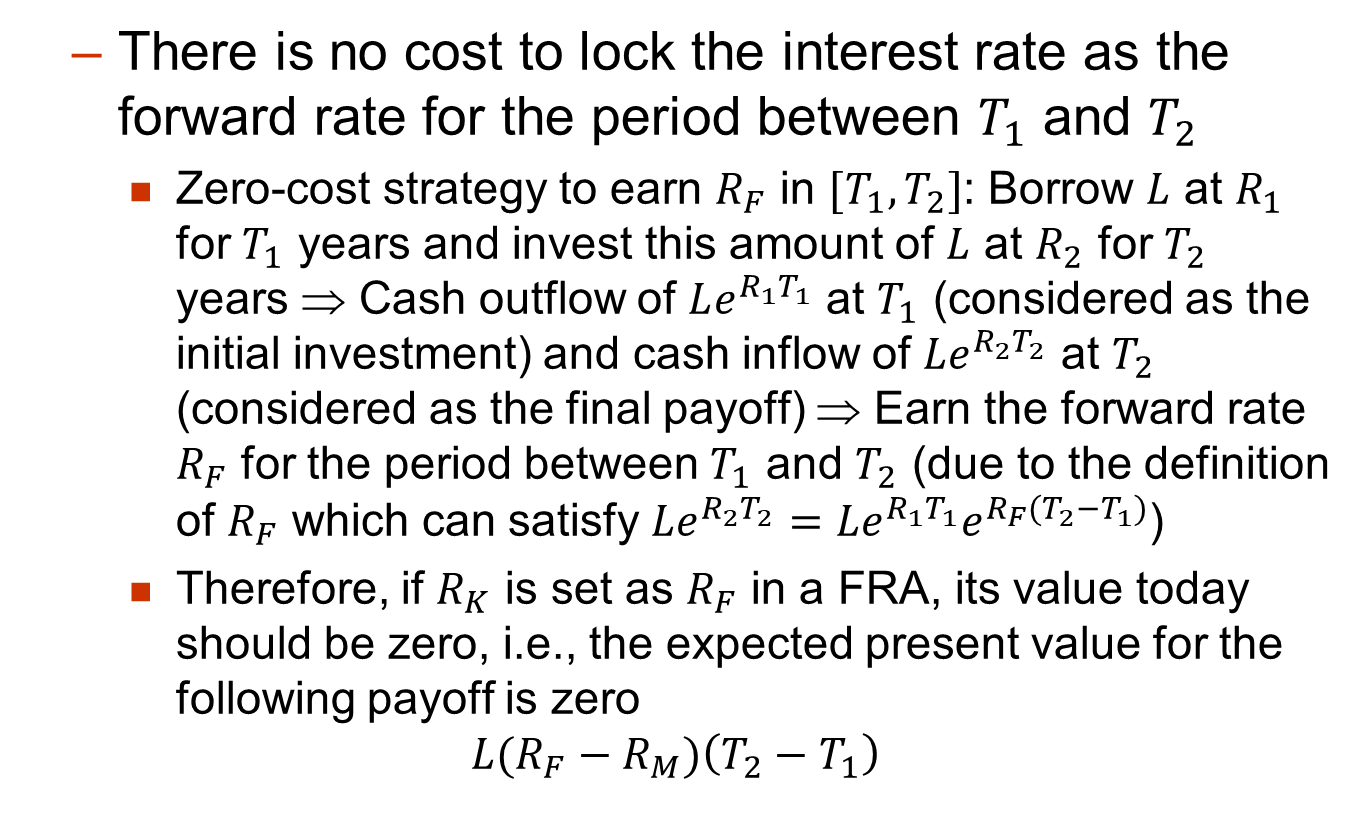 – There is no cost to lock the interest rate as the
forward rate for the period between T₁ and T₂
▪ Zero-cost strategy to earn R_F in [T₁, T₂]: Borrow L at R₁
for T₁ years and invest this amount of L at R₂ for T₂
years ⟹ Cash outflow of Le^{R₁T₁} at T₁ (considered as the
initial investment) and cash inflow of Le^{R₂T₂} at T₂
(considered as the final payoff) ⟹ Earn the forward rate
R_F for the period between T₁ and T₂ (due to the definition
of R_F which can satisfy Le^{R₂T₂} = Le^{R₁T₁}e^{R_F(T₂−T₁)})
▪ Therefore, if R_K is set as R_F in a FRA, its value today
should be zero, i.e., the expected present value for the
following payoff is zero
L(R_F − R_M)(T₂ − T₁)